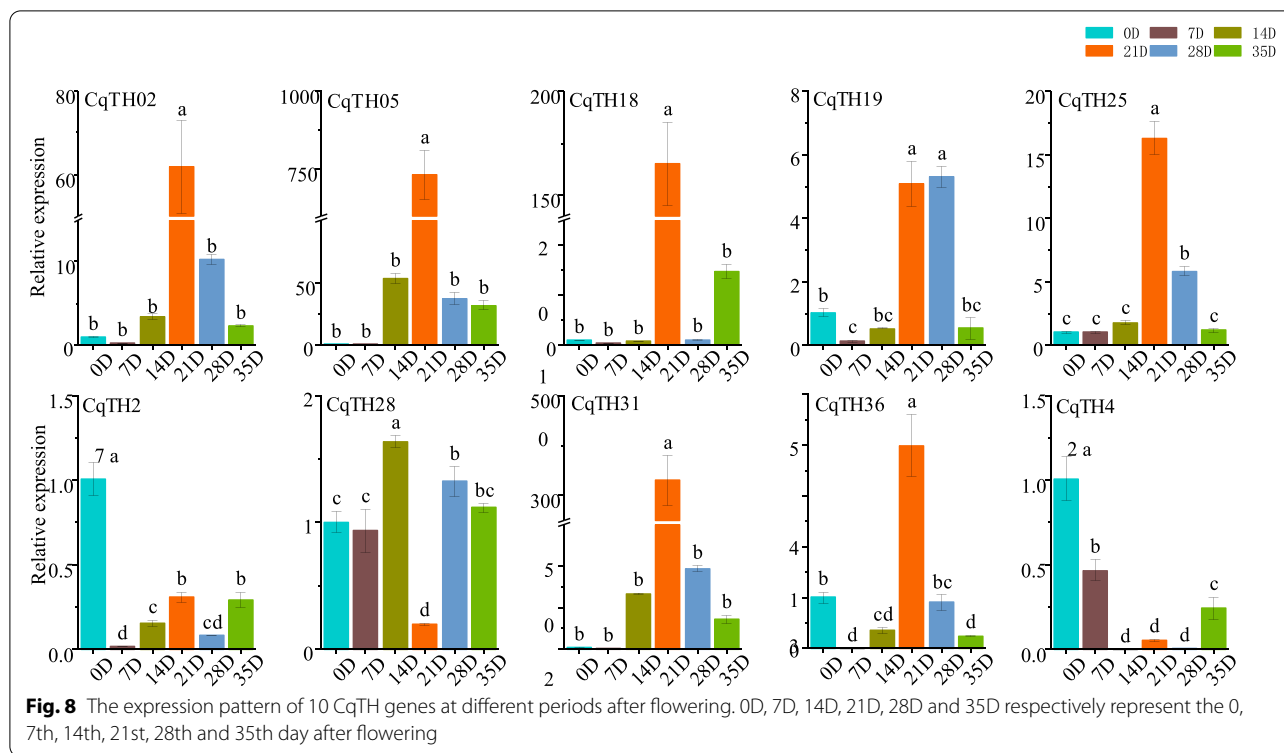 0D 7D 14D
21D 28D 35D
CqTH02
Relative expression
80
60
10
0
b b b a b b
0D 7D 14D 21D 28D 35D
CqTH05
1000
750
50
0
b b b a b b
0D 7D 14D 21D 28D 35D
CqTH18
200
150
2
1
0
0
1
b b b a b b
0D 7D 14D 21D 28D 35D
CqTH19
8
6
4
2
0
b c bc a a bc
0D 7D 14D 21D 28D 35D
CqTH25
20
15
10
5
0
c c c a b c
0D 7D 14D 21D 28D 35D
CqTH2
Relative expression
1.5
1.0
0.5
0.0
7 a d c b cd b
0D 7D 14D 21D 28D 35D
CqTH28
2
1
0
c c a d b bc
0D 7D 14D 21D 28D 35D
CqTH31
500
0
300
5
0
0
2
b b b a b b
0D 7D 14D 21D 28D 35D
CqTH36
5
4
1
3
0
b d cd a bc d
0D 7D 14D 21D 28D 35D
CqTH4
1.5
1.0
0.5
0.0
2 a b d d d c
0D 7D 14D 21D 28D 35D
Fig. 8 The expression pattern of 10 CqTH genes at different periods after flowering. 0D, 7D, 14D, 21D, 28D and 35D respectively represent the 0,
7th, 14th, 21st, 28th and 35th day after flowering